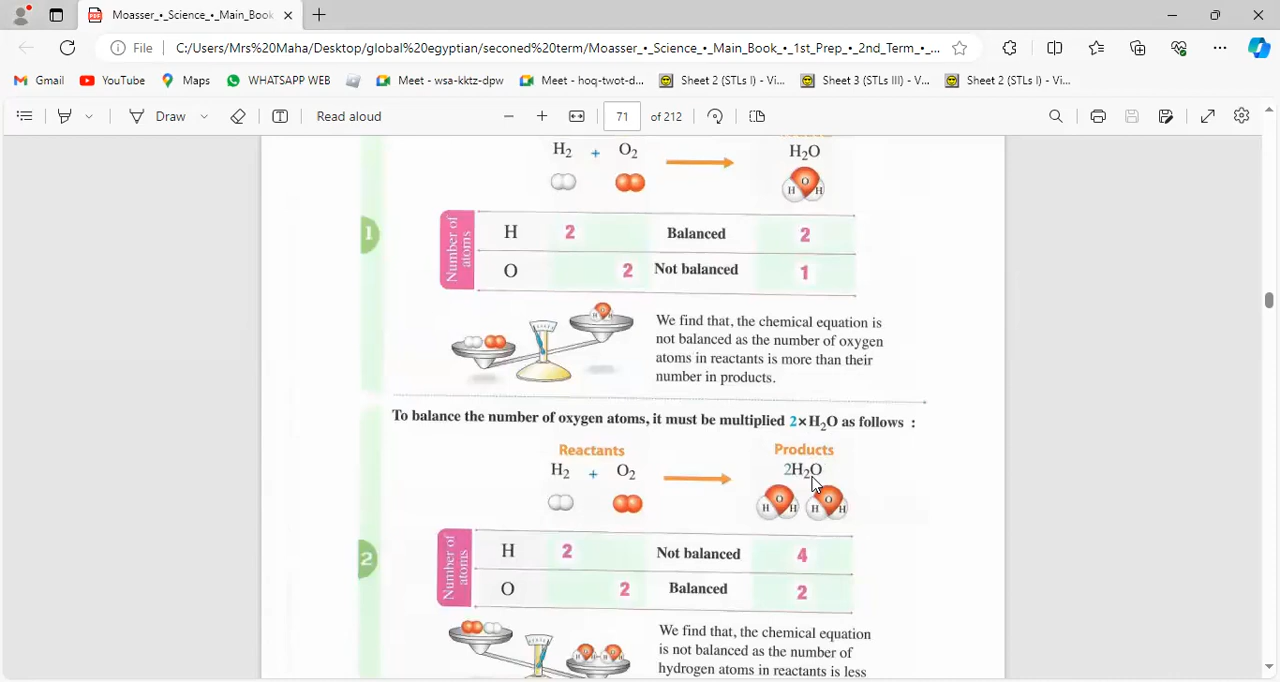 Moasser_•_Science_•_Main_Book
File C:/Users/Mrs%20Maha/Desktop/global%20egyptian/seconed%20term/Moasser_•_Science_•_Main_Book_•_1st_Prep_•_2nd_Term_•_...
Gmail YouTube Maps WHATSAPP WEB Meet - wsa-kktz-dpw Meet - hoq-twot-d... Sheet 2 (STLs I) - Vi... Sheet 3 (STLs III) - V... Sheet 2 (STLs I) - Vi...
Draw Read aloud 71 of 212
H₂ + O₂ H₂O
O
H H
1
Number of atoms
H 2 Balanced 2
O 2 Not balanced 1
We find that, the chemical equation is
not balanced as the number of oxygen
atoms in reactants is more than their
number in products.
To balance the number of oxygen atoms, it must be multiplied 2×H₂O as follows :
Reactants Products
H₂ + O₂ 2H₂O
O O
H H H H
2
Number of atoms
H 2 Not balanced 4
O 2 Balanced 2
We find that, the chemical equation
is not balanced as the number of
hydrogen atoms in reactants is less